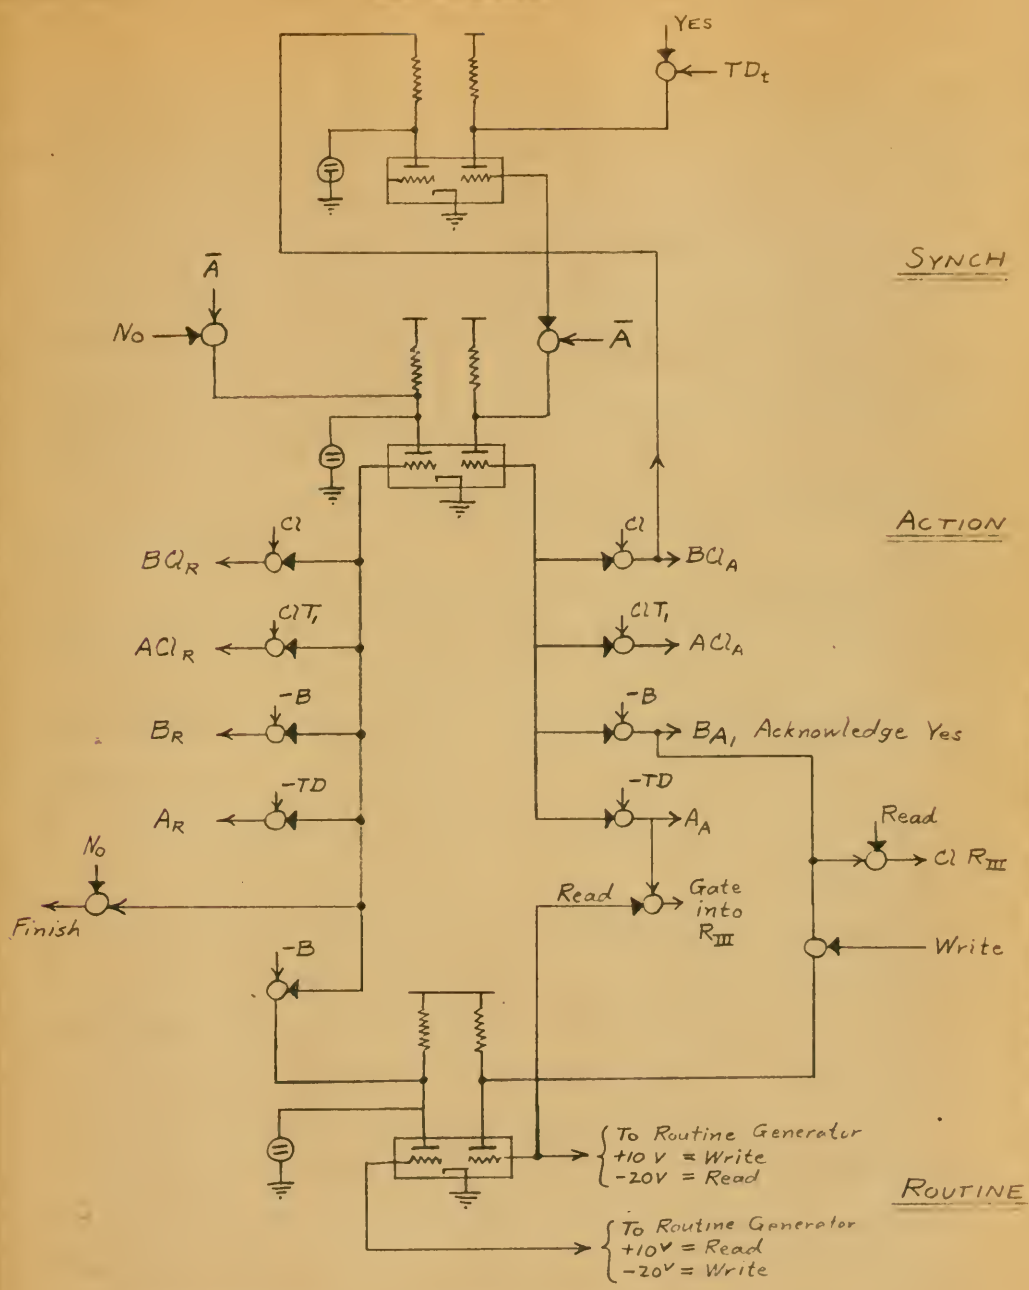 YES
TDt
SYNCH
A̅
No
A̅
ACTION
Cl
BClR
Cl
BClA
ClT1
AClR
ClT1
AClA
-B
BR
-B
BA1 Acknowledge Yes
-TD
AR
-TD
AA
Read
Cl RIII
No
Finish
Read
Gate
into
RIII
Write
-B
To Routine Generator
+10V = Write
-20V = Read
ROUTINE
To Routine Generator
+10V = Read
-20V = Write